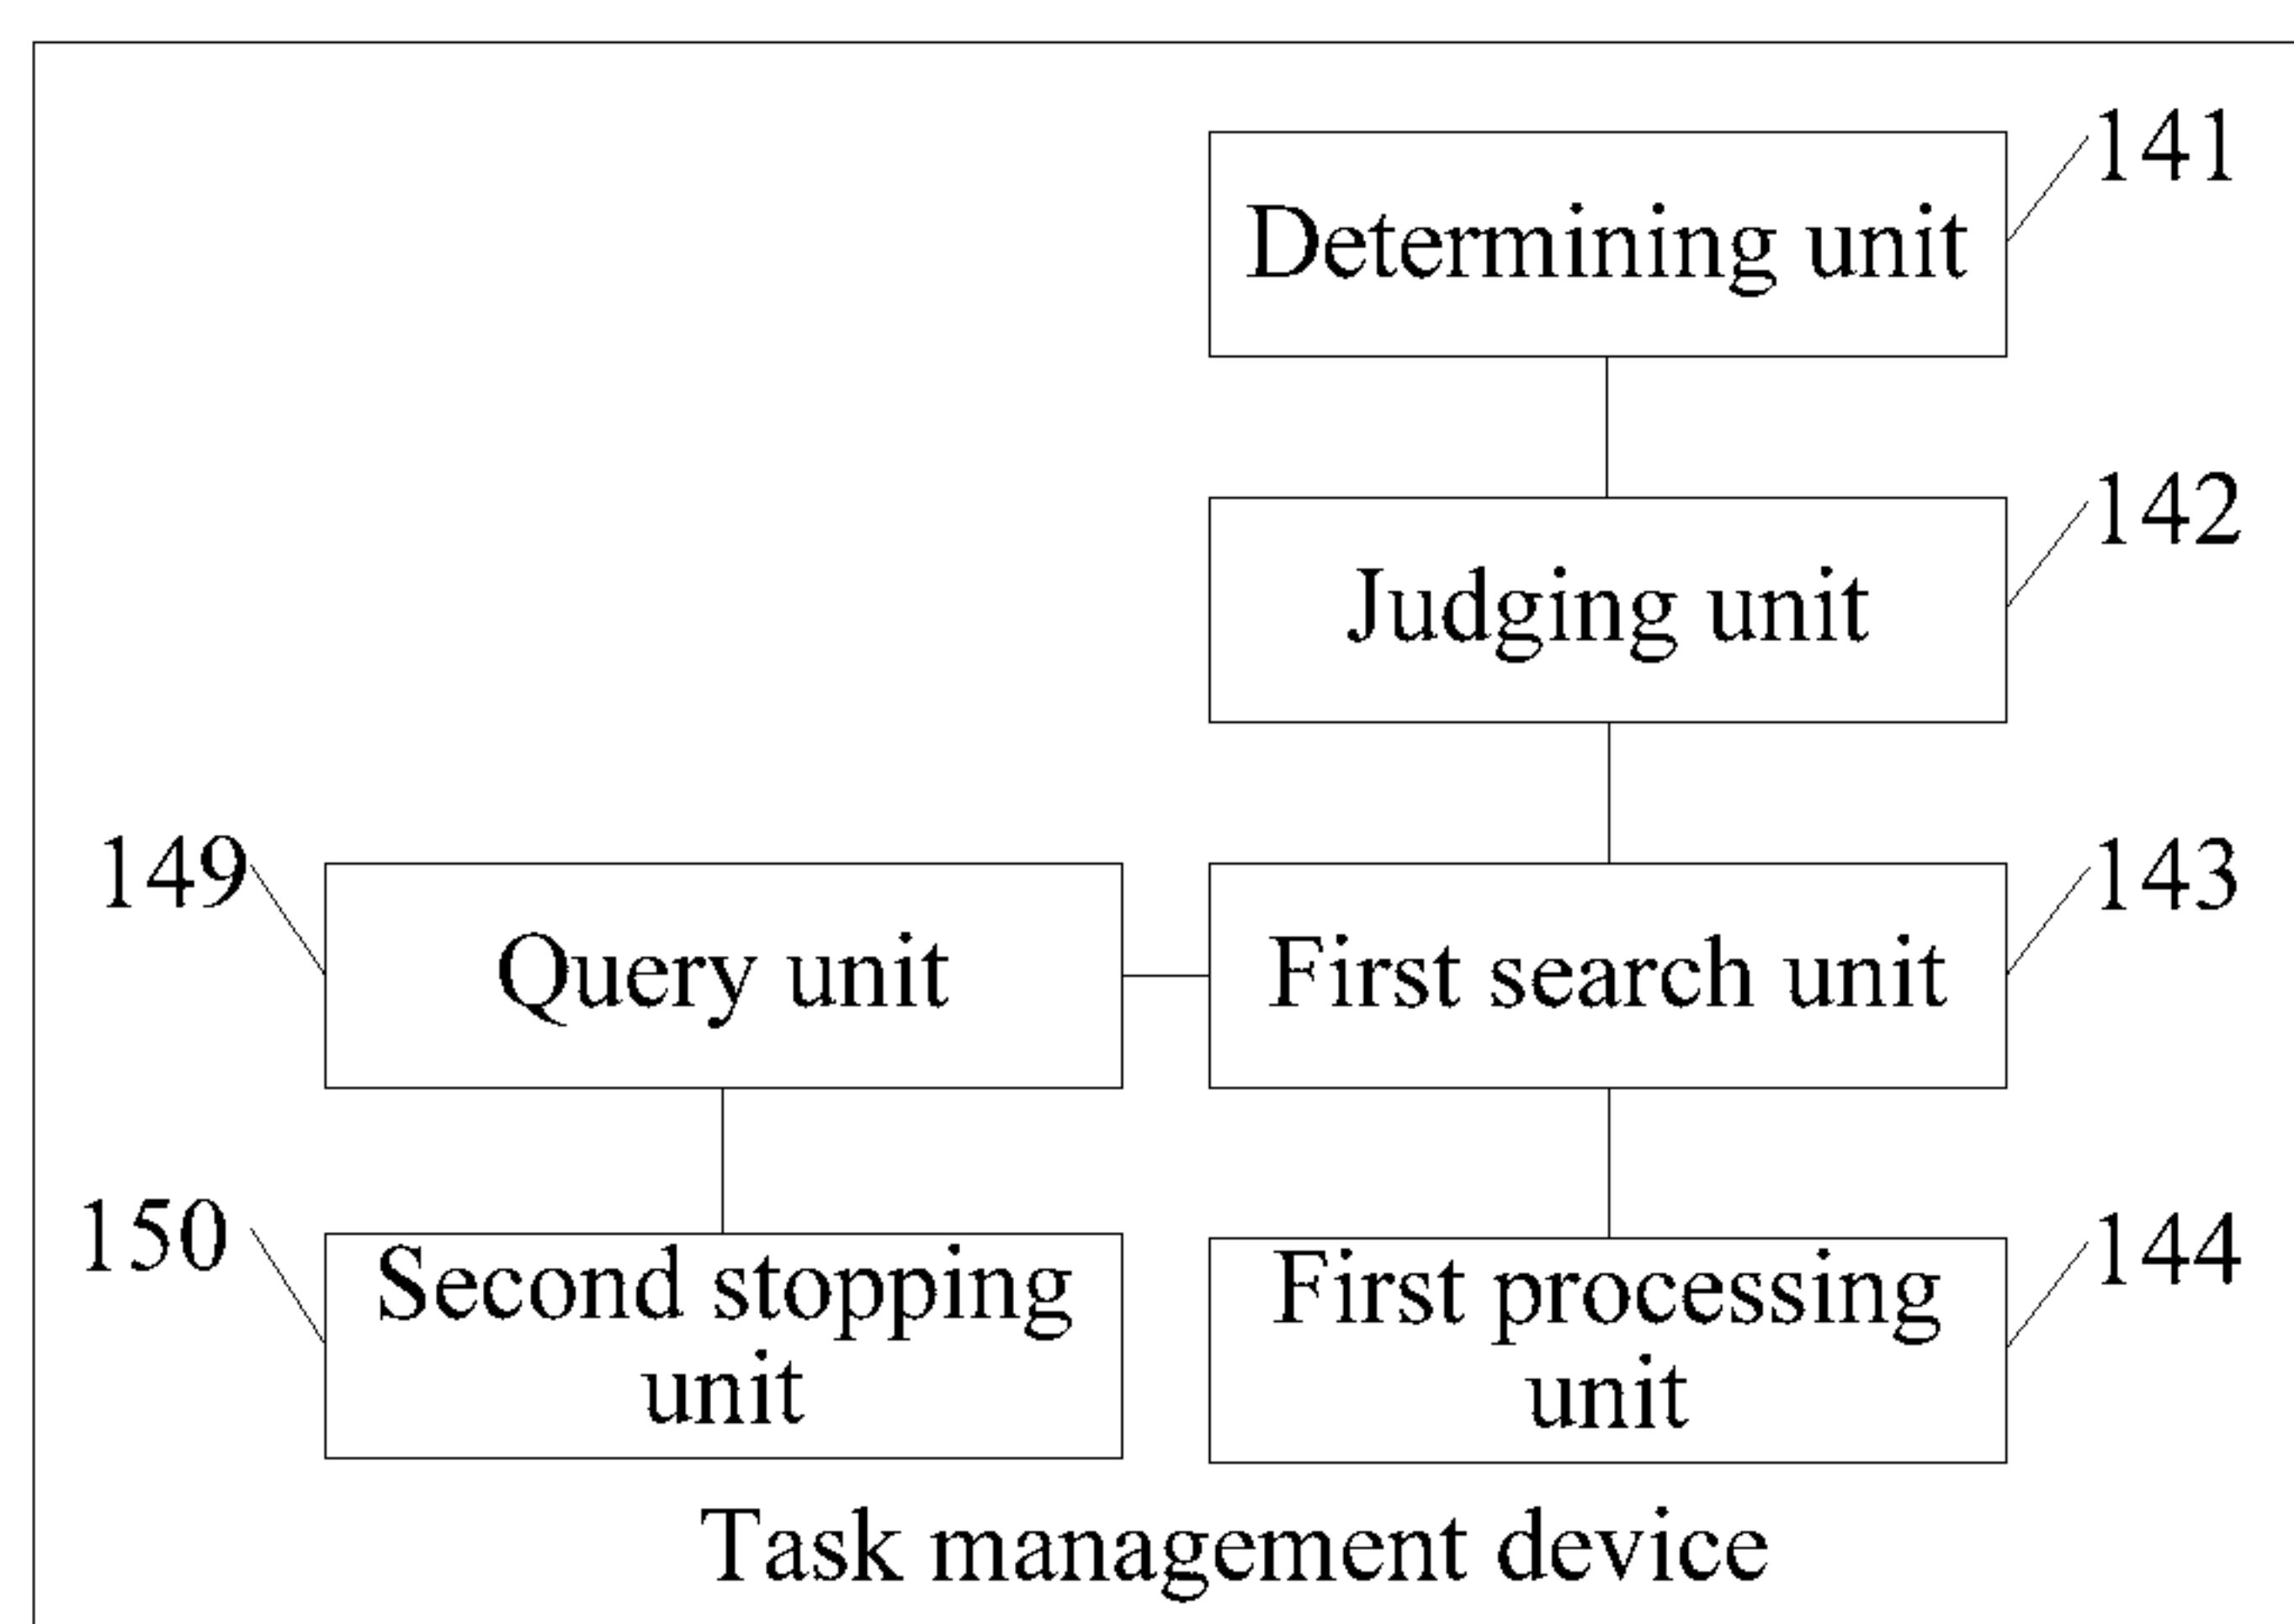 141
Determining unit
142
Judging unit
149
Query unit
First search unit
143
150
Second stopping
unit
First processing
unit
144
Task management device